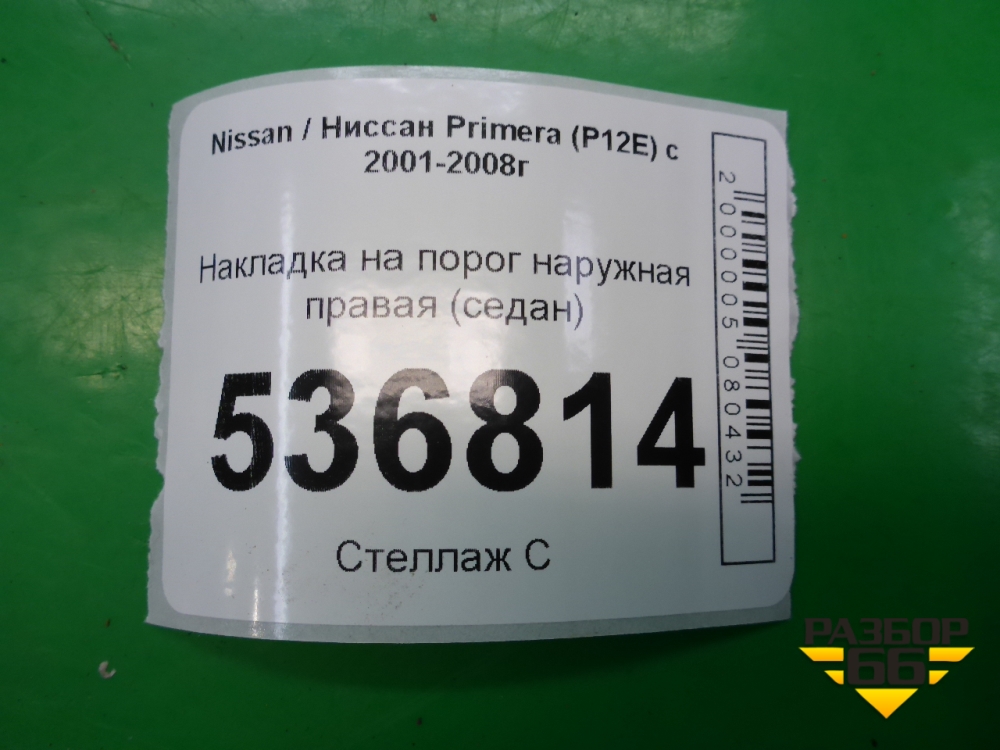 Nissan / Ниссан Primera (P12E) с
2001-2008г
Накладка на порог наружная
правая (седан)
536814
Стеллаж С
2000005080432
РАЗБОР
66